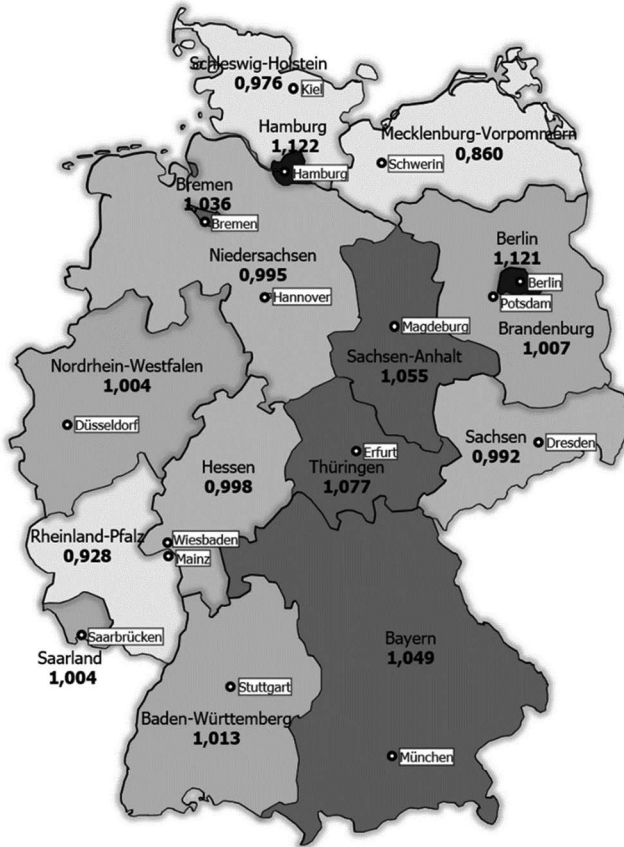 Schleswig-Holstein
0,976
Kiel
Hamburg
1,122
Hamburg
Mecklenburg-Vorpommern
0,860
Schwerin
Bremen
1.036
Bremen
Niedersachsen
0,995
Hannover
Berlin
1,121
Berlin
Potsdam
Brandenburg
1,007
Magdeburg
Sachsen-Anhalt
1,055
Nordrhein-Westfalen
1,004
Düsseldorf
Hessen
0,998
Erfurt
Thüringen
1,077
Sachsen
0,992
Dresden
Rheinland-Pfalz
0,928
Wiesbaden
Mainz
Saarbrücken
Saarland
1,004
Bayern
1,049
Stuttgart
Baden-Württemberg
1,013
München